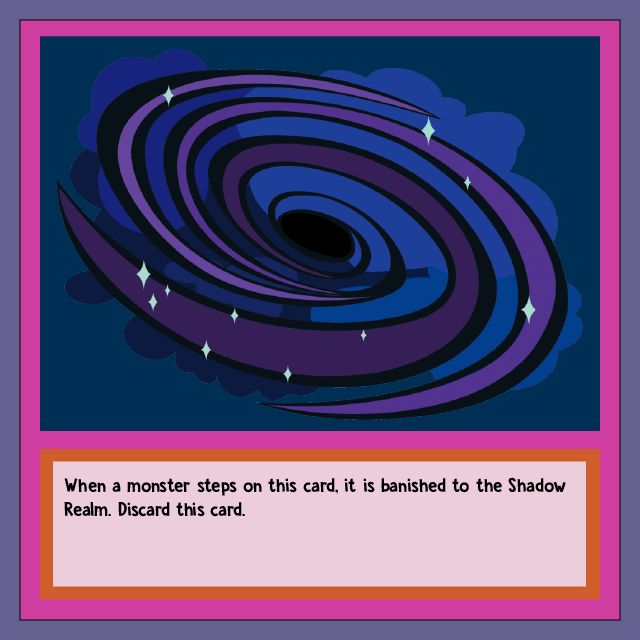 When a monster steps on this card, it is banished to the Shadow
Realm. Discard this card.